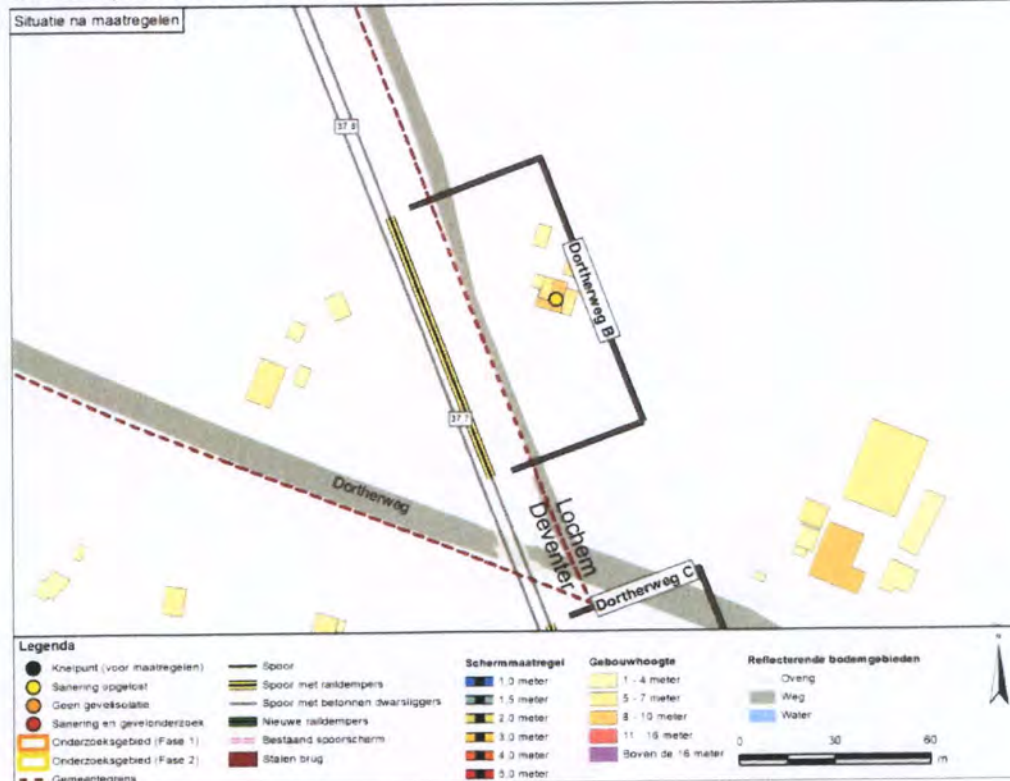 Situatie na maatregelen
37.8
Dortherweg B
37.7
Dortherweg
Lochem
Deventer
Dortherweg C
Legenda
Knelpunt (voor maatregelen)
Sanering opgelost
Geen gevelisolatie
Sanering en gevelonderzoek
Onderzoeksgebied (Fase 1)
Onderzoeksgebied (Fase 2)
Gemeentegrens
Spoor
Spoor met raildempers
Spoor met betonnen dwarsliggers
Nieuwe raildempers
Bestaand spoorscherm
Stalen brug
Schermmaatregel
1,0 meter
1,5 meter
2,0 meter
3,0 meter
4,0 meter
5,0 meter
Gebouwhoogte
1 - 4 meter
5 - 7 meter
8 - 10 meter
11 - 16 meter
Boven de 16 meter
Reflecterende bodemgebieden
Overig
Weg
Water
N
0 30 60
m